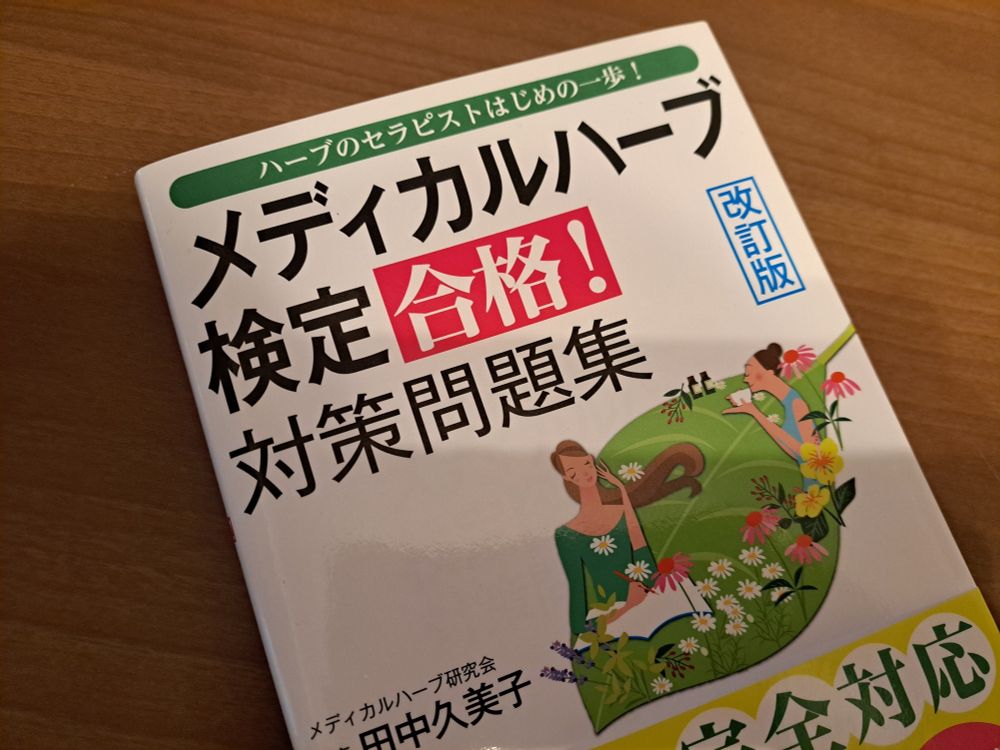 ハーブのセラピストはじめの一歩！
メディカルハーブ
検定合格！
対策問題集
改訂版
メディカルハーブ研究会
田中久美子
完全対応